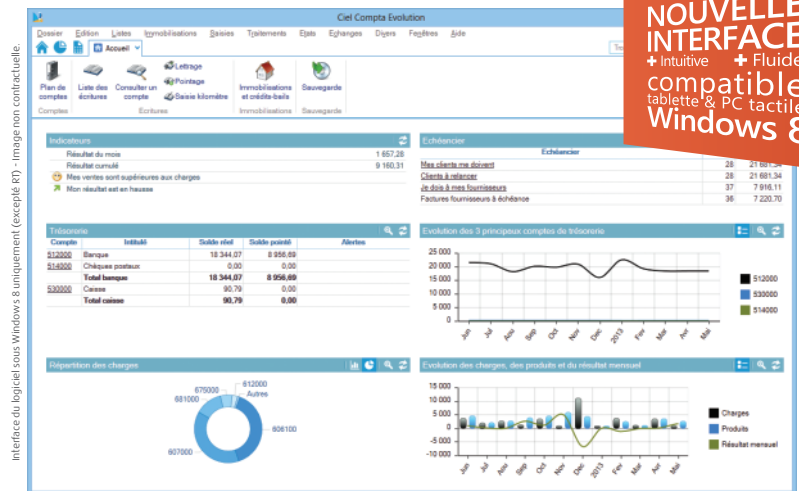 Ciel Compta Evolution
NOUVELLE
INTERFACE
+ Intuitive + Fluide
compatible
tablette & PC tactile
Windows 8
Dossier Edition Listes Immobilisations Saisies Traitements Etats Echanges Divers Fenêtres Aide
Accueil
Plan de comptes
Liste des écritures
Consulter un compte
Lettrage
Pointage
Saisie kilomètre
Immobilisations et crédits-bails
Sauvegarde
Comptes Ecritures Immobilisations Sauvegarde
Interface du logiciel sous Windows 8 uniquement (excepté RT) - Image non contractuelle.
Indicateurs
Résultat du mois 1 657,28
Résultat cumulé 9 160,31
Mes ventes sont supérieures aux charges
Mon résultat est en hausse
Echéancier
Echéancier
Mes clients me doivent 28 21 681,34
Clients à relancer 28 21 681,34
Je dois à mes fournisseurs 37 7 916,11
Factures fournisseurs à échéance 36 7 220,70
Trésorerie
Compte Intitulé Solde réel Solde pointé Alertes
512000 Banque 18 344,07 8 956,69
514000 Chèques postaux 0,00 0,00
Total banque 18 344,07 8 956,69
530000 Caisse 90,79 0,00
Total caisse 90,79 0,00
Evolution des 3 principaux comptes de trésorerie
25 000
20 000
15 000
10 000
5 000
0
Jun Jul Aou Sep Oct Nov Dec 2013 Fev Mar Avr Mai
512000
530000
514000
Répartition des charges
612000
Autres
675000
681000
606100
607000
Evolution des charges, des produits et du résultat mensuel
15 000
10 000
5 000
0
-5 000
-10 000
Jun Jul Aou Sep Oct Nov Dec 2013 Fev Mar Avr Mai
Charges
Produits
Résultat mensuel